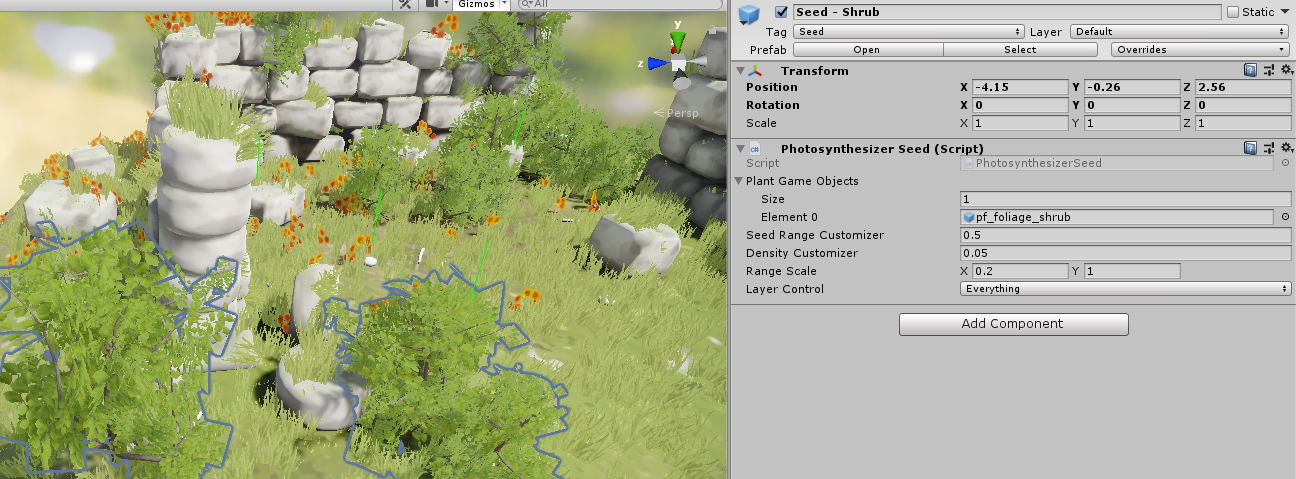 Gizmos All
y
z
Persp
Seed - Shrub Static
Tag Seed Layer Default
Prefab Open Select Overrides
Transform
Position X -4.15 Y -0.26 Z 2.56
Rotation X 0 Y 0 Z 0
Scale X 1 Y 1 Z 1
Photosynthesizer Seed (Script)
Script PhotosynthesizerSeed
Plant Game Objects
Size 1
Element 0 pf_foliage_shrub
Seed Range Customizer 0.5
Density Customizer 0.05
Range Scale X 0.2 Y 1
Layer Control Everything
Add Component